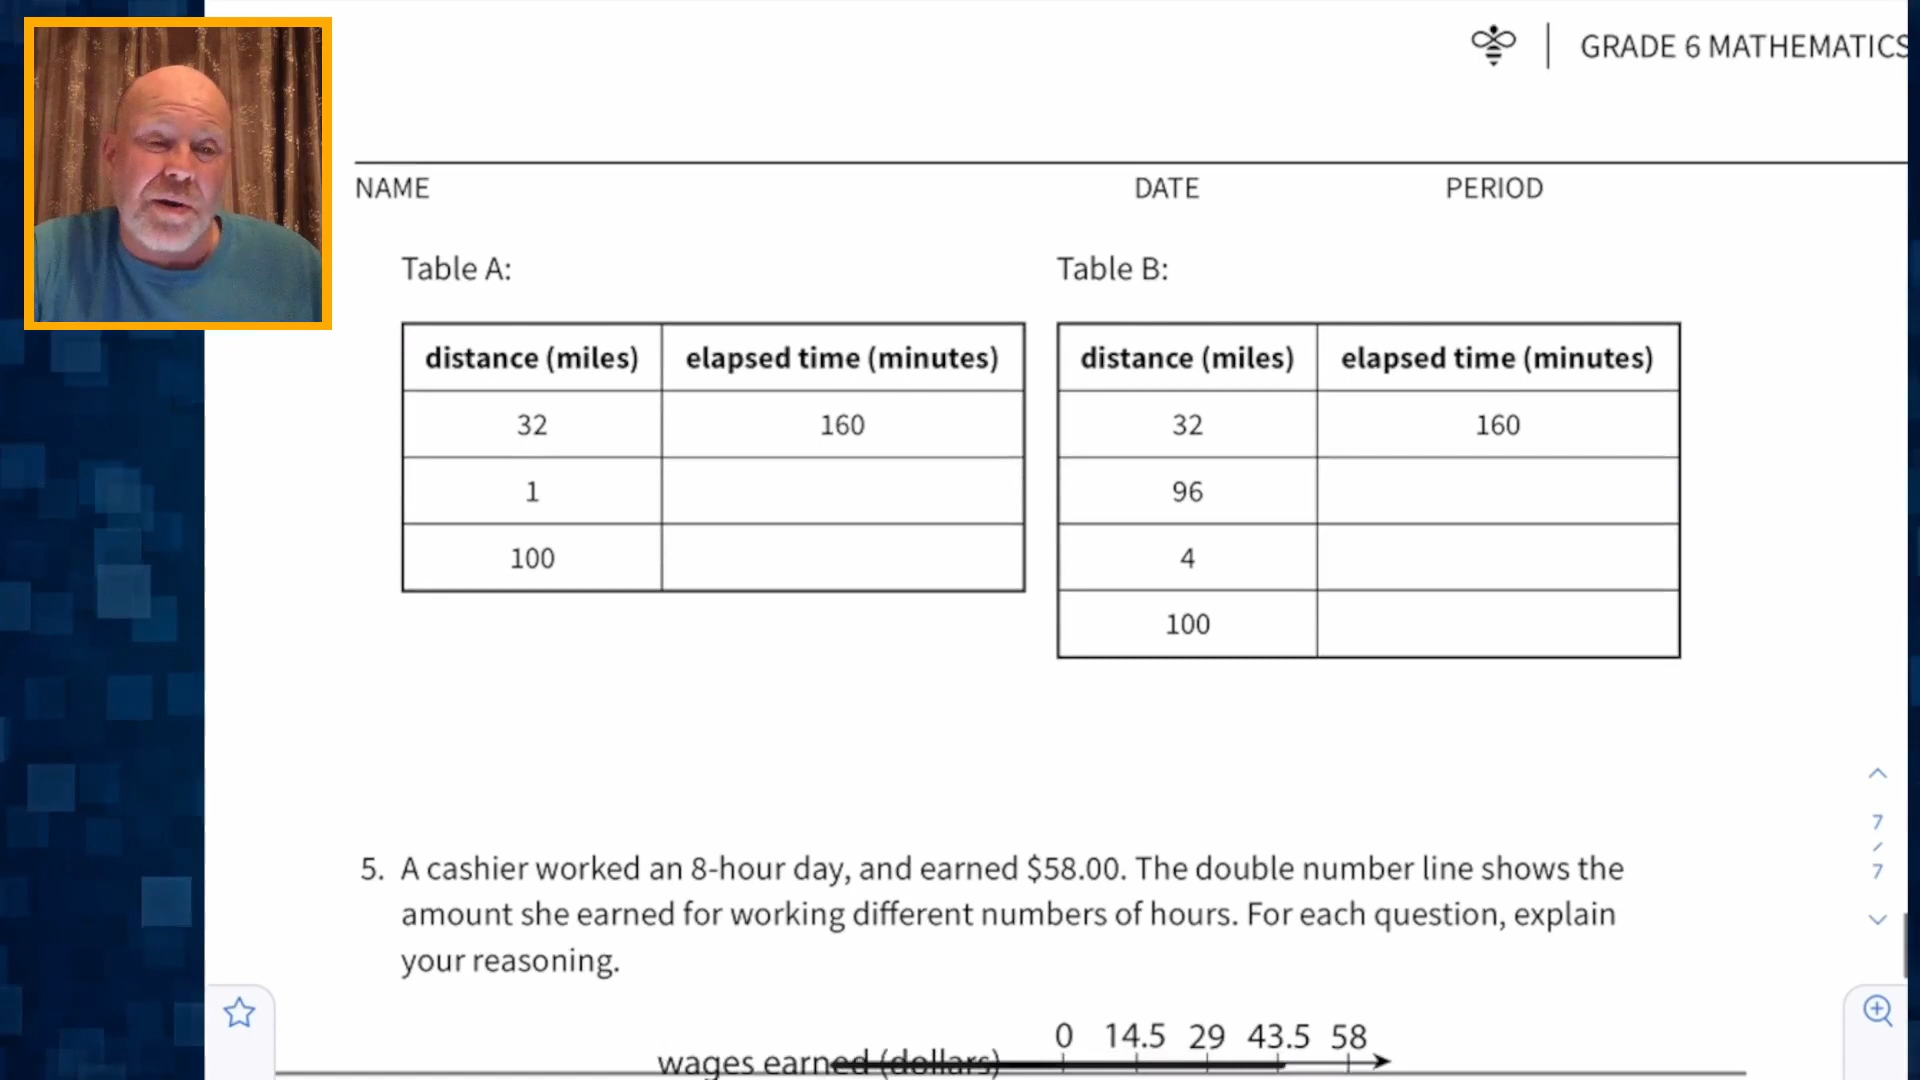 GRADE 6 MATHEMATICS
NAME DATE PERIOD
Table A: Table B:
distance (miles) elapsed time (minutes) distance (miles) elapsed time (minutes)
32 160 32 160
1 96
100 4
100
5. A cashier worked an 8-hour day, and earned $58.00. The double number line shows the
amount she earned for working different numbers of hours. For each question, explain
your reasoning.
0 14.5 29 43.5 58
wages earned (dollars)
7
/
7